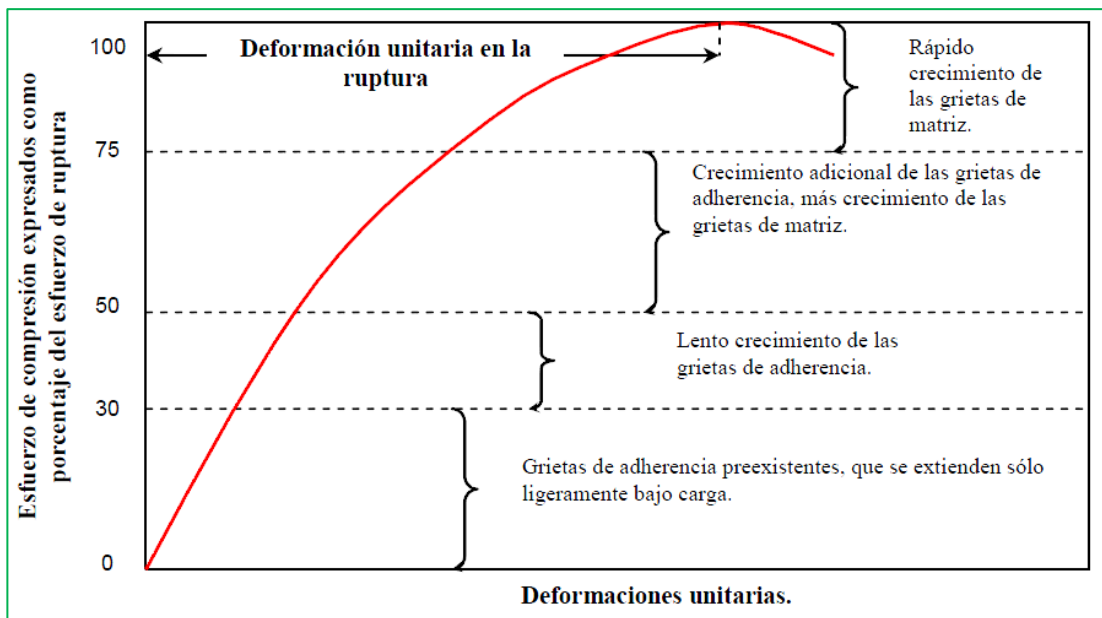 Esfuerzo de compresión expresados como
porcentaje del esfuerzo de ruptura
100
75
50
30
0
Deformación unitaria en la
ruptura
Rápido
crecimiento de
las grietas de
matriz.
Crecimiento adicional de las grietas de
adherencia, más crecimiento de las
grietas de matriz.
Lento crecimiento de las
grietas de adherencia.
Grietas de adherencia preexistentes, que se extienden sólo
ligeramente bajo carga.
Deformaciones unitarias.